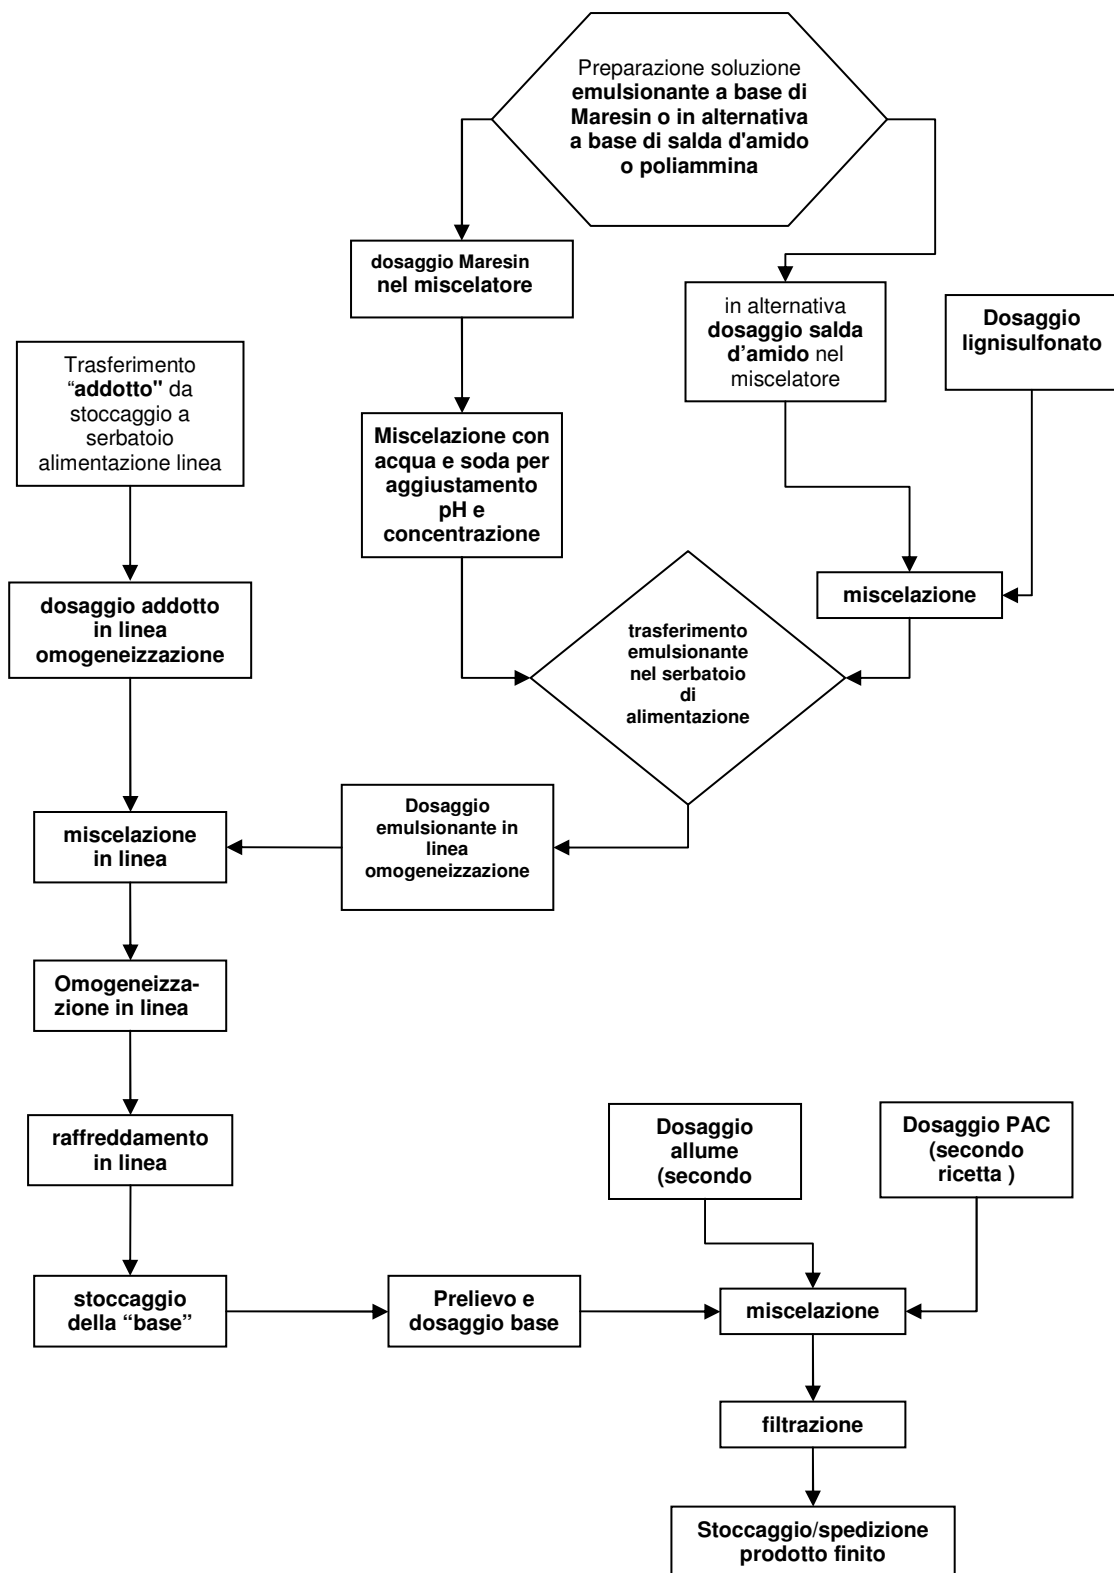 Preparazione soluzione
emulsionante a base di
Maresin o in alternativa
a base di salda d'amido
o poliammina
dosaggio Maresin
nel miscelatore
in alternativa
dosaggio salda
d’amido nel
miscelatore
Dosaggio
lignisulfonato
Trasferimento
“addotto" da
stoccaggio a
serbatoio
alimentazione linea
Miscelazione con
acqua e soda per
aggiustamento
pH e
concentrazione
dosaggio addotto
in linea
omogeneizzazione
miscelazione
trasferimento
emulsionante
nel serbatoio
di
alimentazione
miscelazione
in linea
Dosaggio
emulsionante in
linea
omogeneizzazione
Omogeneizza-
zione in linea
raffreddamento
in linea
Dosaggio
allume
(secondo
Dosaggio PAC
(secondo
ricetta )
stoccaggio
della “base”
Prelievo e
dosaggio base
miscelazione
filtrazione
Stoccaggio/spedizione
prodotto finito